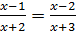 (x−1)/(x+2) = (x−2)/(x+3)